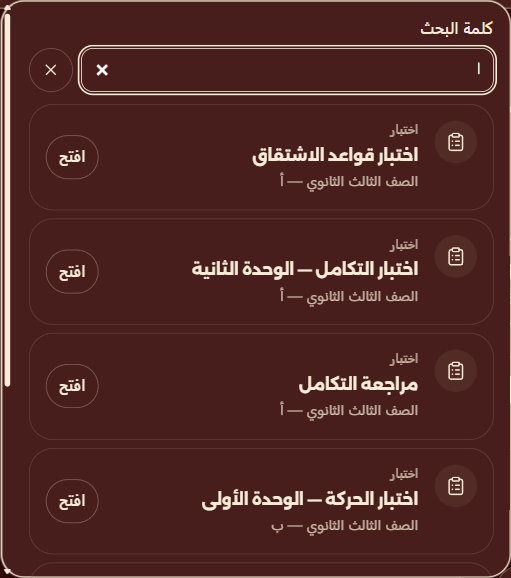 كلمة البحث
ا
اختبار
اختبار قواعد الاشتقاق
الصف الثالث الثانوي — أ
افتح
اختبار
اختبار التكامل — الوحدة الثانية
الصف الثالث الثانوي — أ
افتح
اختبار
مراجعة التكامل
الصف الثالث الثانوي — أ
افتح
اختبار
اختبار الحركة — الوحدة الأولى
الصف الثالث الثانوي — ب
افتح